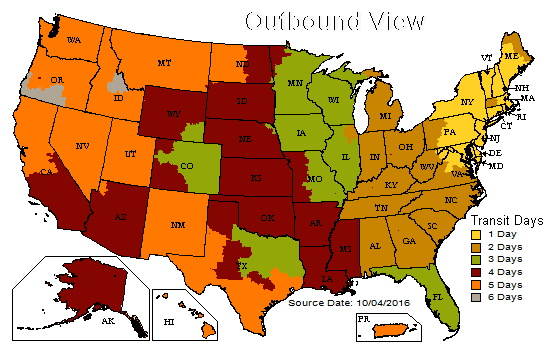 Outbound View
WA
MT
ND
MN
ME
VT
OR
ID
WY
SD
WI
MI
NY
NH
MA
RI
CT
NV
UT
CO
NE
IA
IL
IN
OH
PA
NJ
DE
MD
CA
AZ
NM
KS
MO
KY
WV
VA
NC
TN
SC
OK
AR
TX
LA
MS
AL
GA
FL
AK
HI
PR
Transit Days
1 Day
2 Days
3 Days
4 Days
5 Days
6 Days
Source Date: 10/04/2016